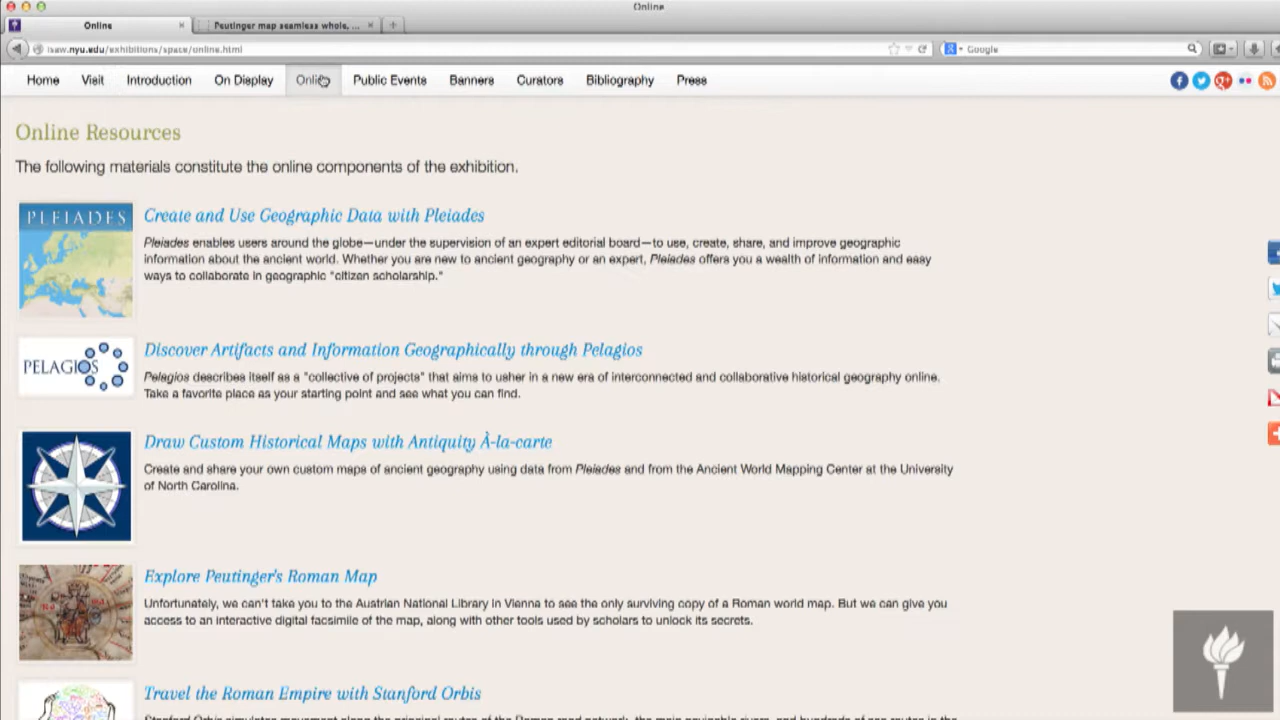 Online
Online
Peutinger map seamless whole, ...
isaw.nyu.edu/exhibitions/space/online.html
Google
Home Visit Introduction On Display Online Public Events Banners Curators Bibliography Press
Online Resources
The following materials constitute the online components of the exhibition.
PLEIADES
Create and Use Geographic Data with Pleiades
Pleiades enables users around the globe—under the supervision of an expert editorial board—to use, create, share, and improve geographic
information about the ancient world. Whether you are new to ancient geography or an expert, Pleiades offers you a wealth of information and easy
ways to collaborate in geographic "citizen scholarship."
PELAGIOS
Discover Artifacts and Information Geographically through Pelagios
Pelagios describes itself as a "collective of projects" that aims to usher in a new era of interconnected and collaborative historical geography online.
Take a favorite place as your starting point and see what you can find.
Draw Custom Historical Maps with Antiquity À-la-carte
Create and share your own custom maps of ancient geography using data from Pleiades and from the Ancient World Mapping Center at the University
of North Carolina.
Explore Peutinger's Roman Map
Unfortunately, we can't take you to the Austrian National Library in Vienna to see the only surviving copy of a Roman world map. But we can give you
access to an interactive digital facsimile of the map, along with other tools used by scholars to unlock its secrets.
Travel the Roman Empire with Stanford Orbis